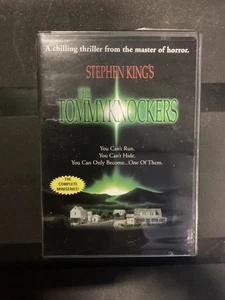 A chilling thriller from the master of horror.
STEPHEN KING'S
THE
TOMMYKNOCKERS
You Can't Run.
You Can't Hide.
You Can Only Become...One Of Them.
THE
COMPLETE
MINISERIES!